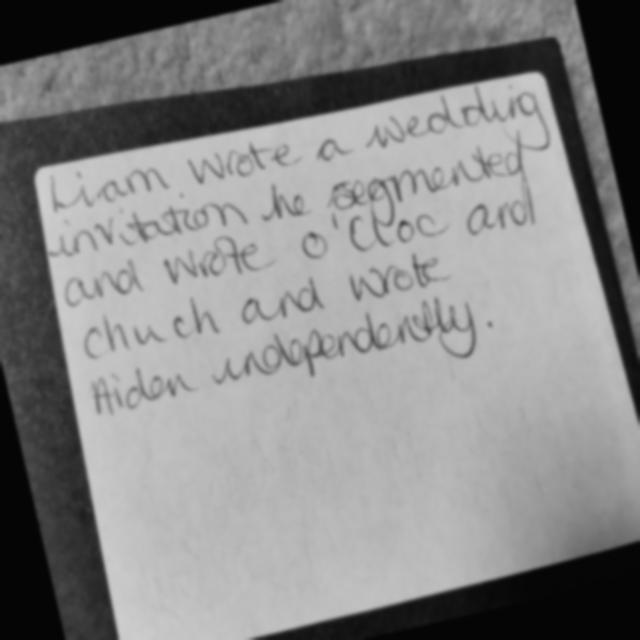 Liam wrote a wedding
invitation he segmented
and wrote o'Cloc and
chuch and wrote
Aiden independently.